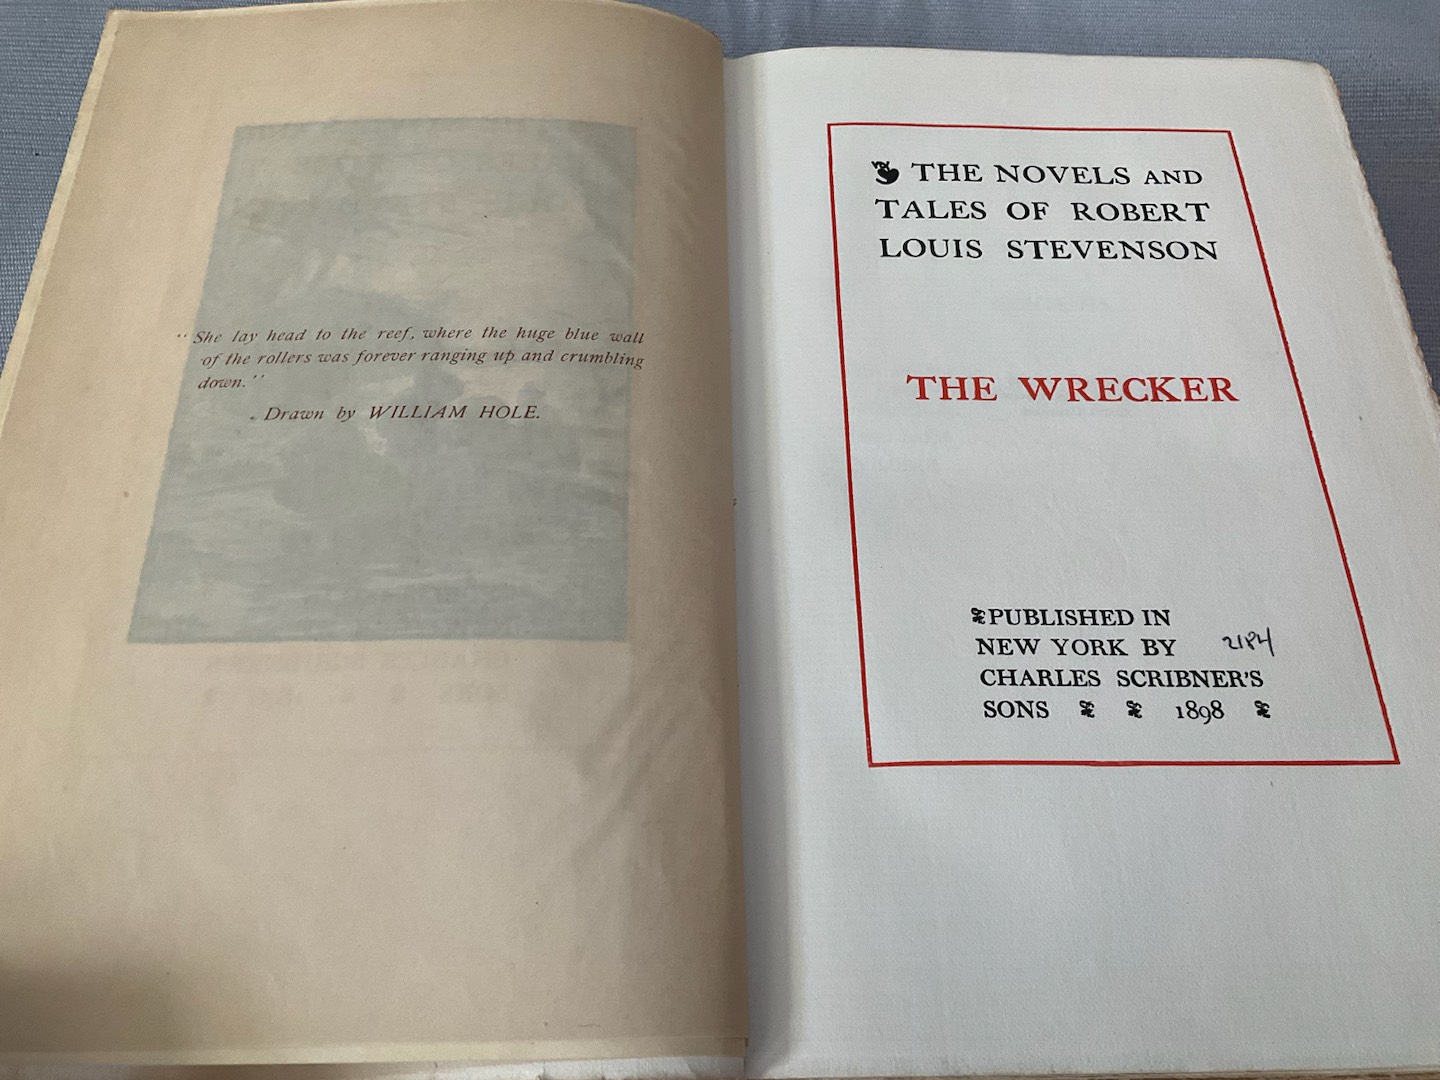 “She lay head to the reef, where the huge blue wall
of the rollers was forever ranging up and crumbling
down.”
Drawn by WILLIAM HOLE.
THE NOVELS AND
TALES OF ROBERT
LOUIS STEVENSON
THE WRECKER
PUBLISHED IN
NEW YORK BY
2184
CHARLES SCRIBNER'S
SONS 1898